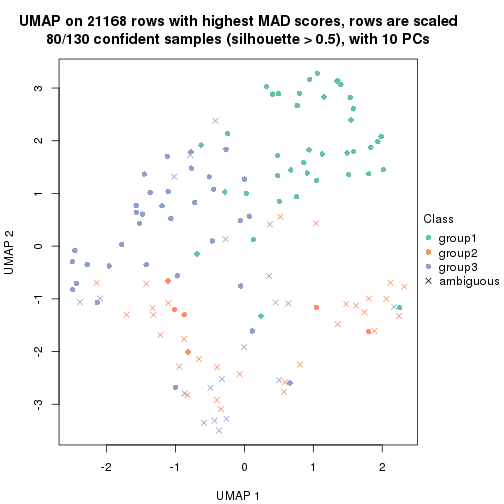 UMAP on 21168 rows with highest MAD scores, rows are scaled
80/130 confident samples (silhouette > 0.5), with 10 PCs
3
2
1
0
-1
-2
-3
UMAP 2
-2
-1
0
1
2
UMAP 1
Class
group1
group2
group3
ambiguous